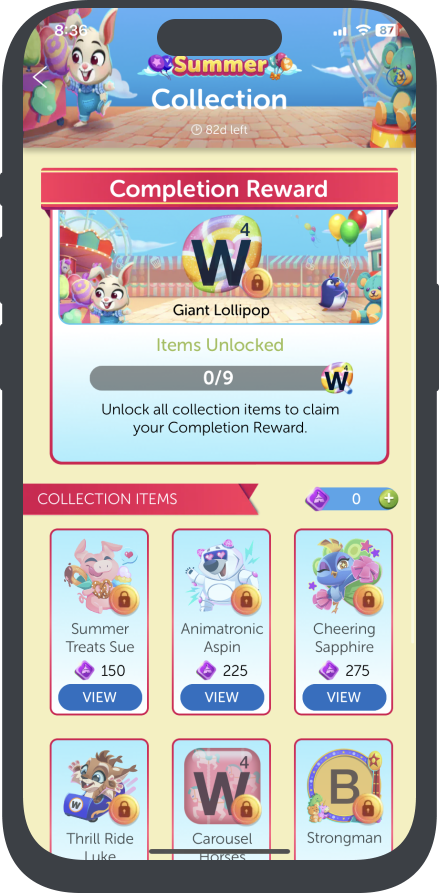 8:36
87
Summer
Collection
82d left
Completion Reward
W 4
Giant Lollipop
Items Unlocked
0/9
W 4
Unlock all collection items to claim
your Completion Reward.
COLLECTION ITEMS
0 +
Summer
Treats Sue
150
VIEW
Animatronic
Aspin
225
VIEW
Cheering
Sapphire
275
VIEW
W
Thrill Ride
Luke
W 4
Carousel
Horses
B
Strongman